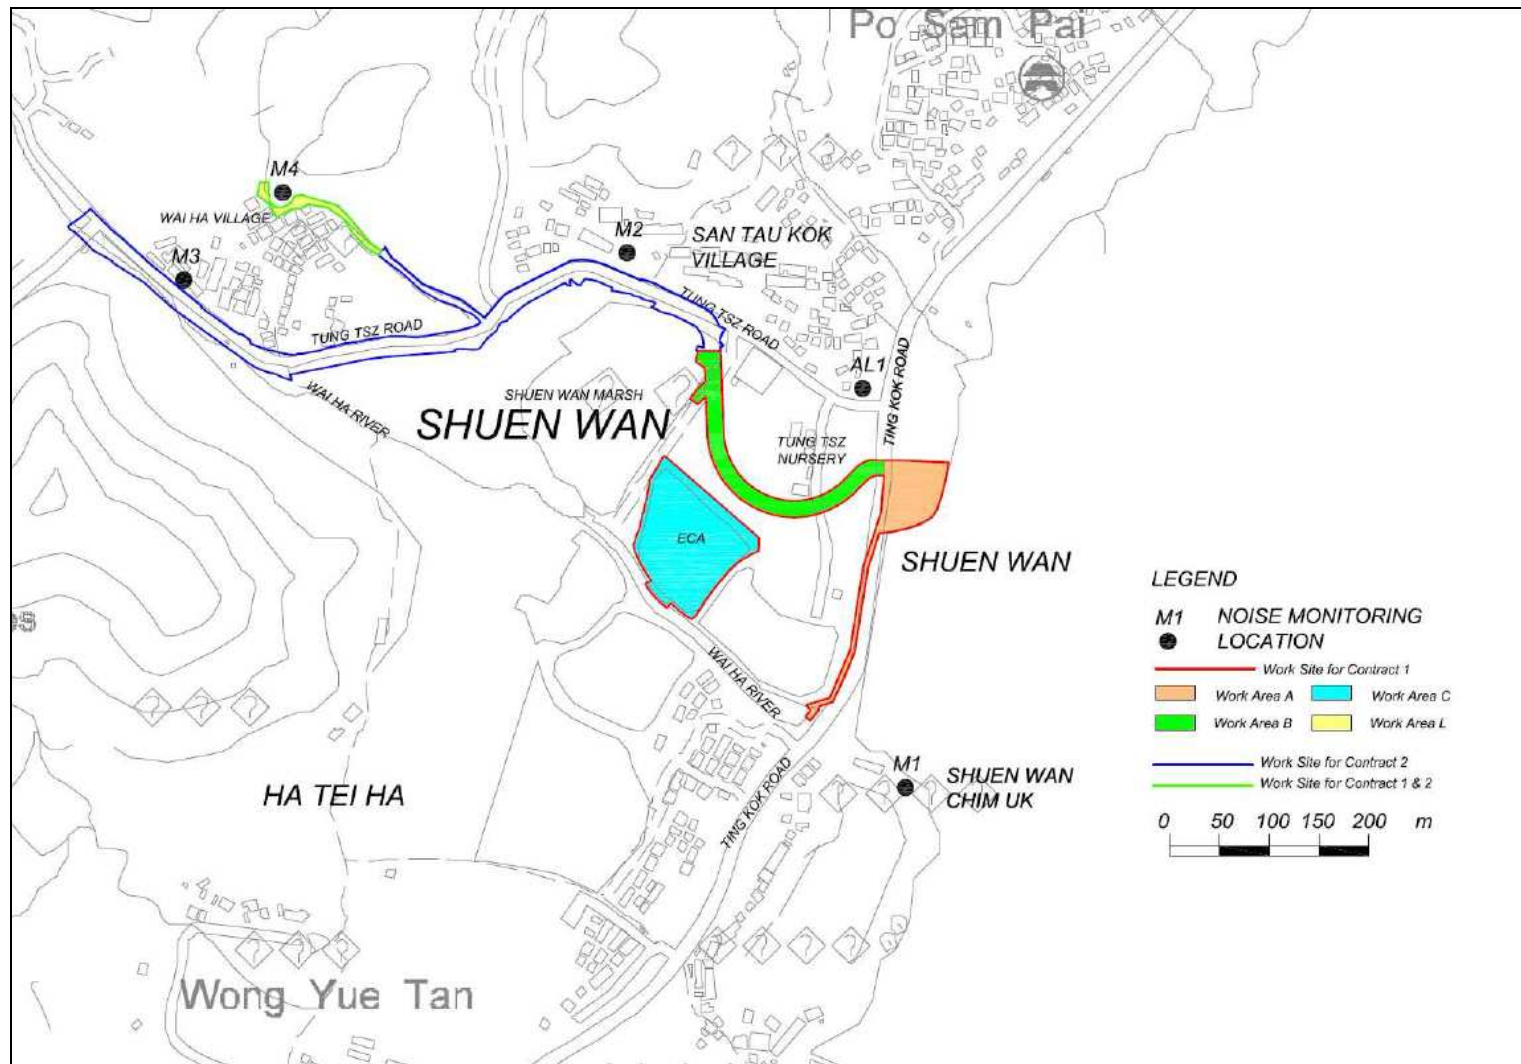 Po Sam Pai
M4
WAI HA VILLAGE
M3
M2
SAN TAU KOK
VILLAGE
TUNG TSZ ROAD
TUNG TSZ ROAD
AL1
TING KOK ROAD
WAI HA RIVER
SHUEN WAN MARSH
SHUEN WAN
TUNG TSZ
NURSERY
ECA
SHUEN WAN
WAI HA RIVER
HA TEI HA
TING KOK ROAD
M1
SHUEN WAN
CHIM UK
Wong Yue Tan
LEGEND
M1 NOISE MONITORING
LOCATION
Work Site for Contract 1
Work Area A Work Area C
Work Area B Work Area L
Work Site for Contract 2
Work Site for Contract 1 & 2
0 50 100 150 200 m